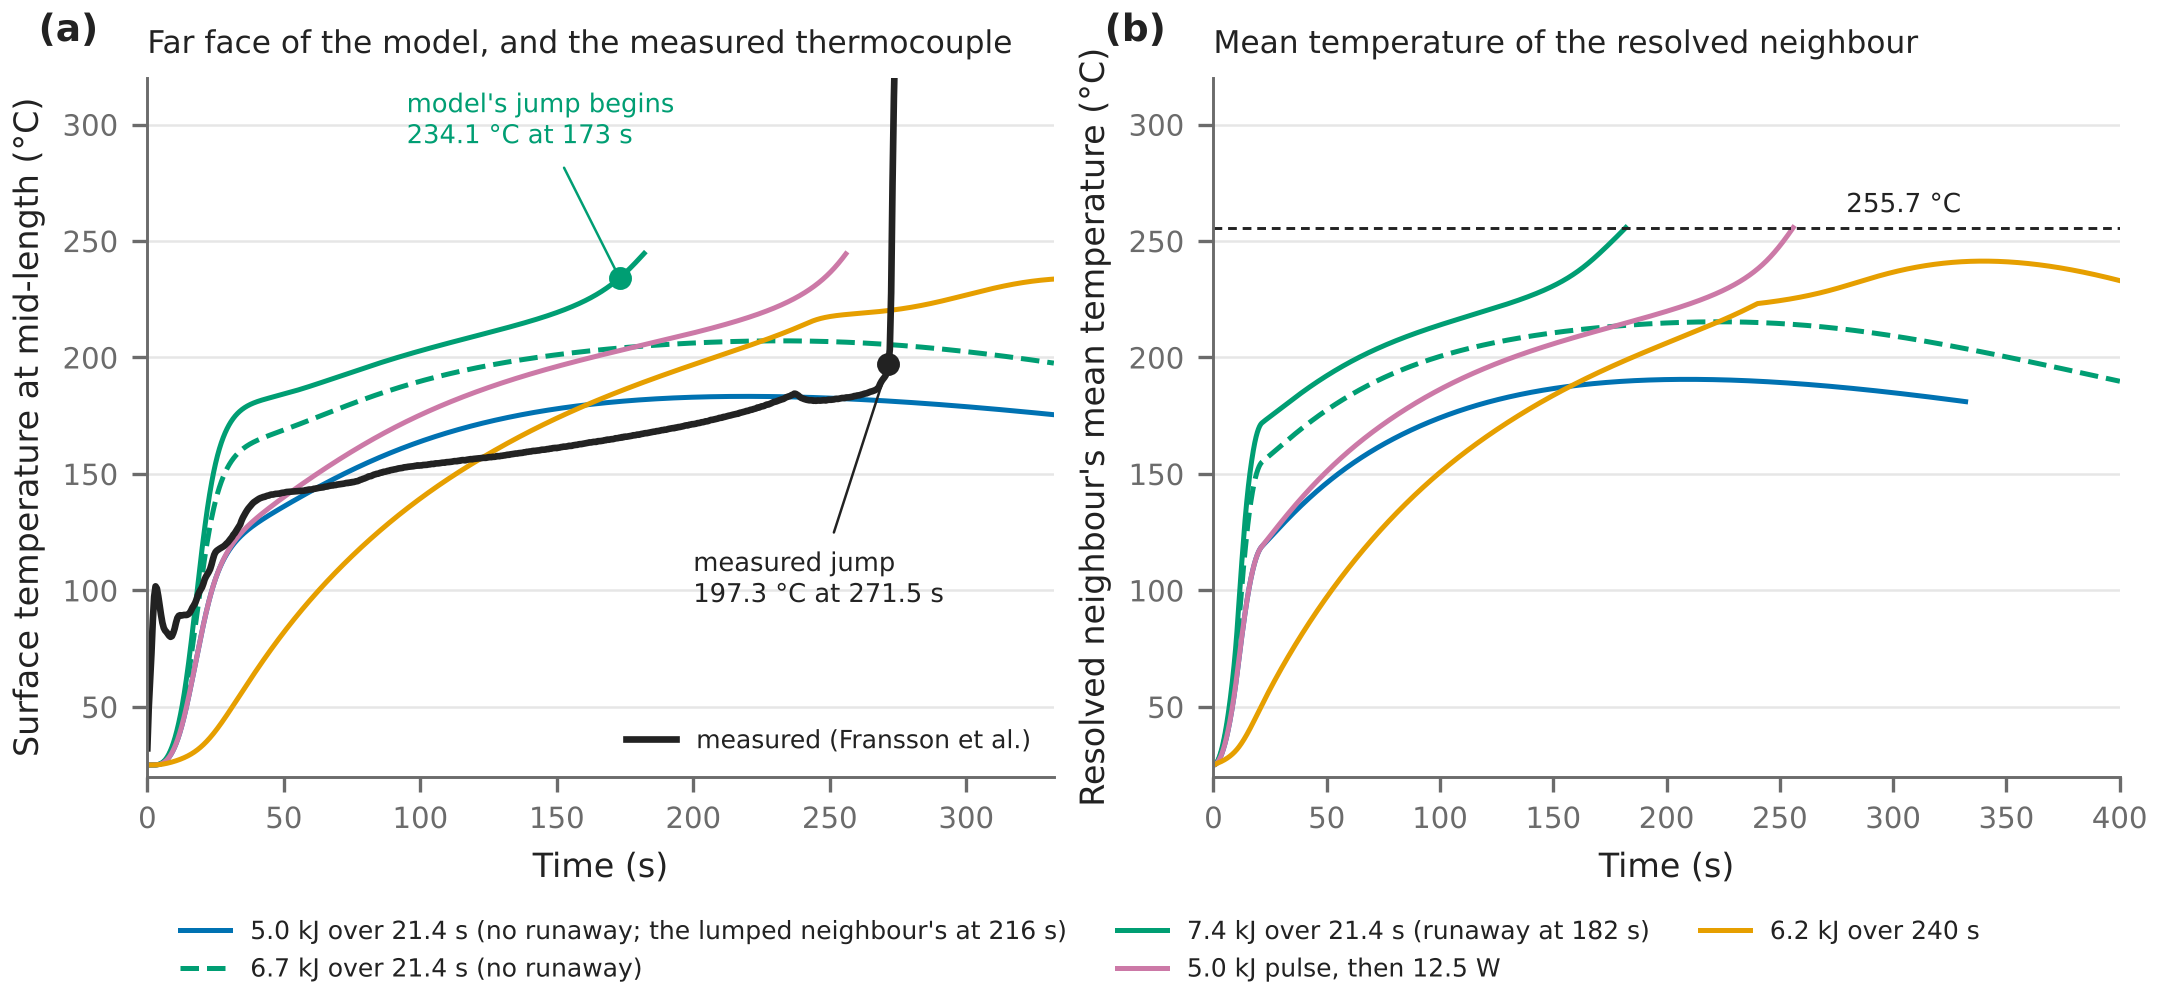 (a)
Far face of the model, and the measured thermocouple
Surface temperature at mid-length (°C)
300
250
200
150
100
50
model's jump begins
234.1 °C at 173 s
measured jump
197.3 °C at 271.5 s
measured (Fransson et al.)
0 50 100 150 200 250 300
Time (s)
(b)
Mean temperature of the resolved neighbour
Resolved neighbour's mean temperature (°C)
300
250
200
150
100
50
255.7 °C
0 50 100 150 200 250 300 350 400
Time (s)
5.0 kJ over 21.4 s (no runaway; the lumped neighbour's at 216 s)
6.7 kJ over 21.4 s (no runaway)
7.4 kJ over 21.4 s (runaway at 182 s)
5.0 kJ pulse, then 12.5 W
6.2 kJ over 240 s